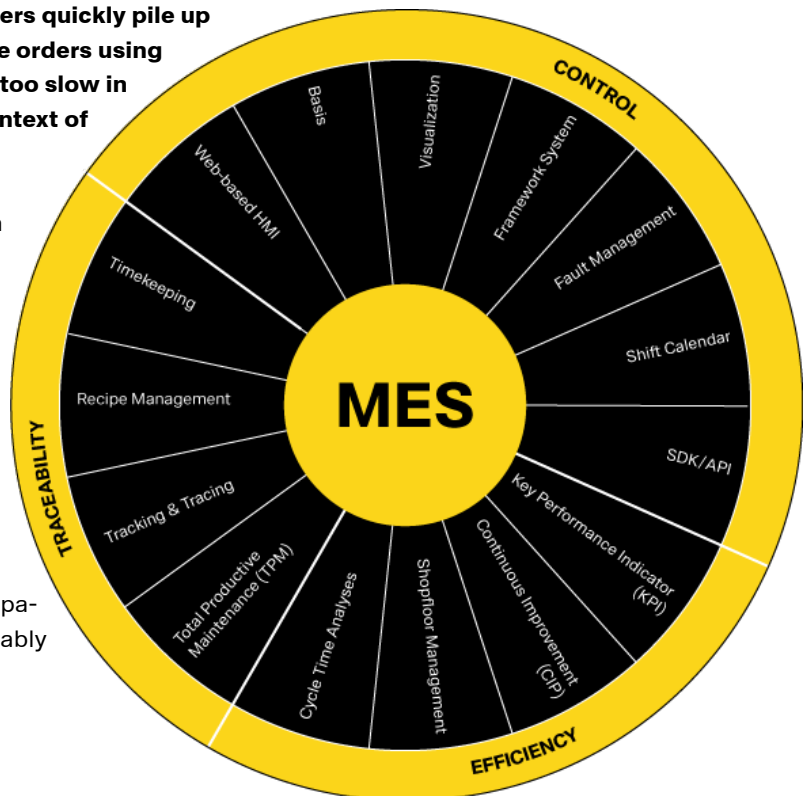 ers quickly pile up
e orders using
too slow in
ntext of
pa-
ably
CONTROL
Web-based HMI
Basis
Visualization
Framework System
Fault Management
Shift Calendar
SDK/API
EFFICIENCY
Key Performance Indicator
(KPI)
Continuous Improvement
(CIP)
Shopfloor Management
Cycle Time Analyses
TRACEABILITY
Total Productive
Maintenance (TPM)
Tracking & Tracing
Recipe Management
Timekeeping
MES